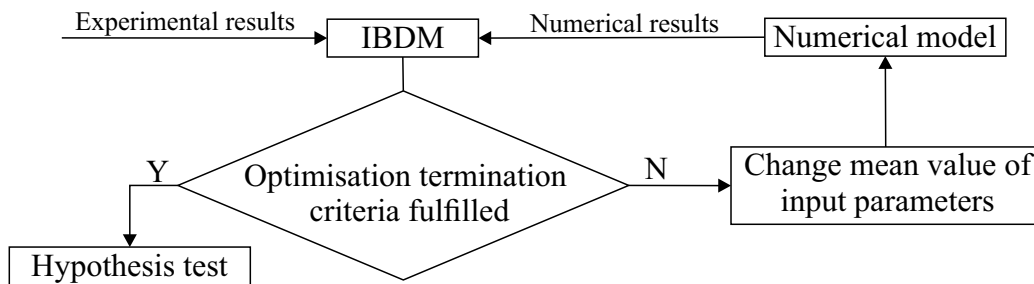 Experimental results
IBDM
Numerical results
Numerical model
Y
Optimisation termination
criteria fulfilled
N
Change mean value of
input parameters
Hypothesis test